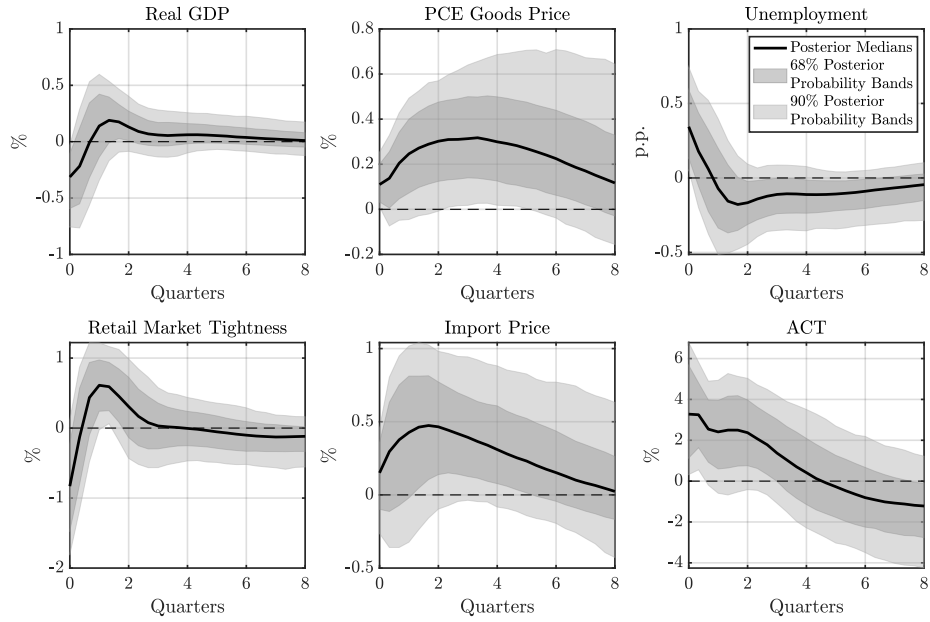 Real GDP
1
0.5
0
-0.5
-1
%
0 2 4 6 8
Quarters
PCE Goods Price
0.8
0.6
0.4
0.2
0
-0.2
%
0 2 4 6 8
Quarters
Unemployment
1
0.5
0
-0.5
p.p.
Posterior Medians
68% Posterior
Probability Bands
90% Posterior
Probability Bands
0 2 4 6 8
Quarters
Retail Market Tightness
1
0
-1
-2
%
0 2 4 6 8
Quarters
Import Price
1
0.5
0
-0.5
%
0 2 4 6 8
Quarters
ACT
6
4
2
0
-2
-4
%
0 2 4 6 8
Quarters